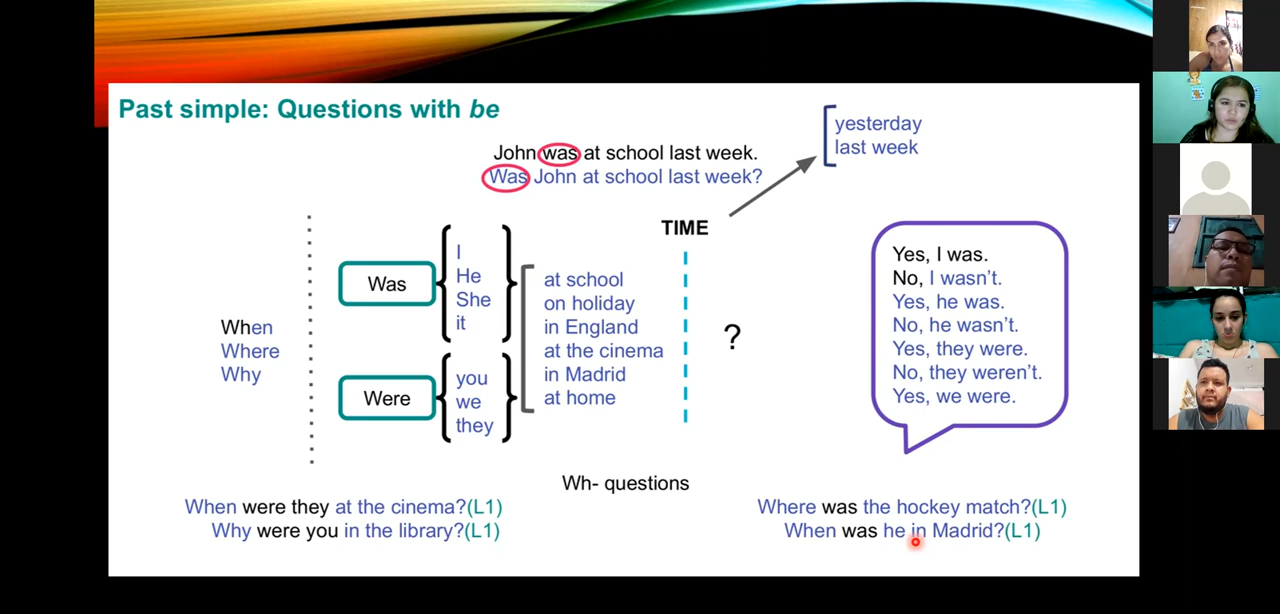 Past simple: Questions with be
yesterday
last week
John was at school last week.
Was John at school last week?
TIME
When
Where
Why
Was
I
He
She
it
Were
you
we
they
at school
on holiday
in England
at the cinema
in Madrid
at home
?
Yes, I was.
No, I wasn't.
Yes, he was.
No, he wasn't.
Yes, they were.
No, they weren't.
Yes, we were.
Wh- questions
When were they at the cinema?(L1)
Why were you in the library?(L1)
Where was the hockey match?(L1)
When was he in Madrid?(L1)